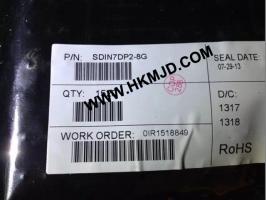 P/N: SDIN7DP2-8G
SEAL DATE:
07-29-13
WWW.HKMJD.COM
QTY:
D/C:
1317
1318
WORK ORDER: 0IR1518849
RoHS